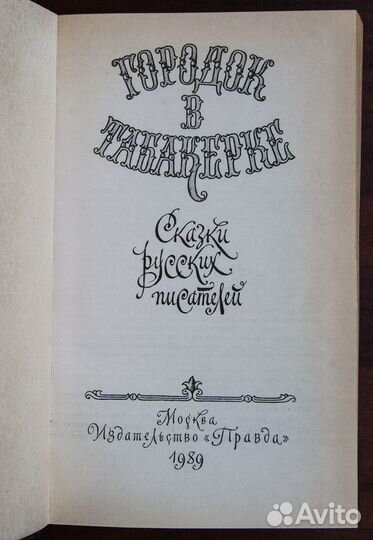 ГОРОДОК
В
ТАБАКЕРКЕ
Сказки
русских
писателей
Москва
Издательство «Правда»
1989
Avito